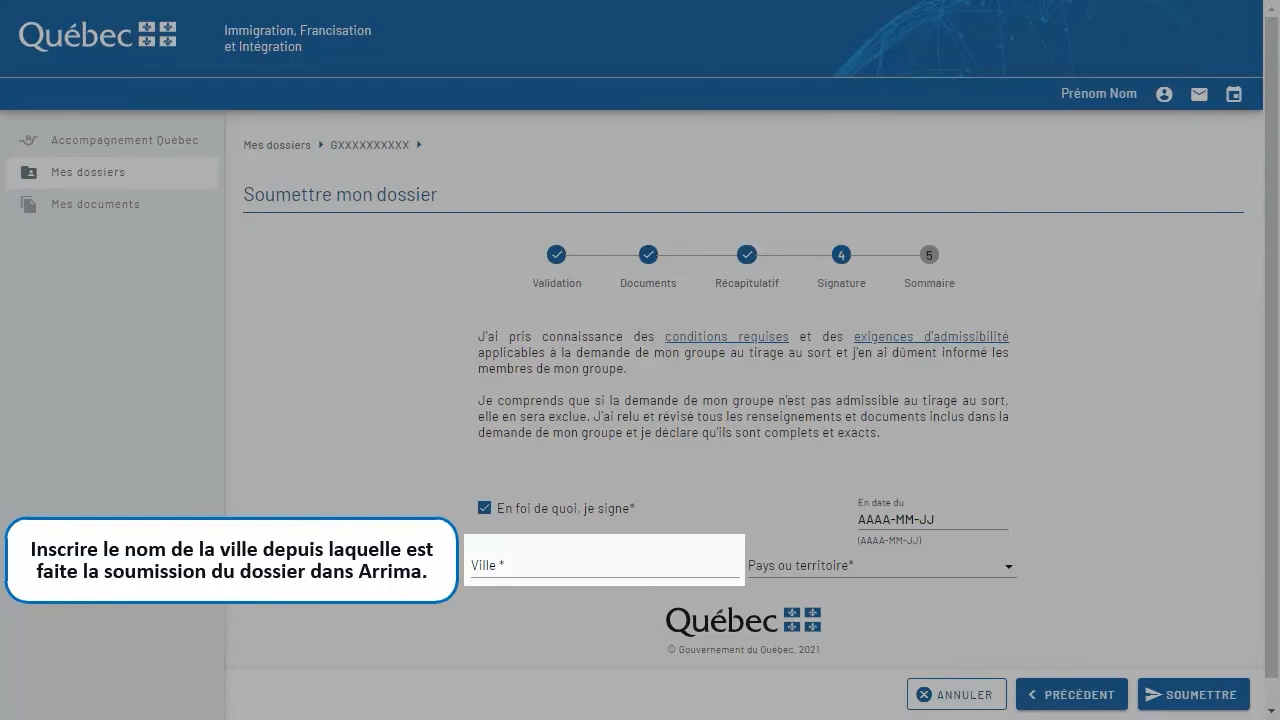 Québec
Immigration, Francisation
et Intégration
Prénom Nom
Accompagnement Québec
Mes dossiers
Mes documents
Mes dossiers GXXXXXXXXXX
Soumettre mon dossier
4 5
Validation Documents Récapitulatif Signature Sommaire
J'ai pris connaissance des conditions requises et des exigences d'admissibilité
applicables à la demande de mon groupe au tirage au sort et j'en ai dûment informé les
membres de mon groupe.
Je comprends que si la demande de mon groupe n'est pas admissible au tirage au sort,
elle en sera exclue. J'ai relu et révisé tous les renseignements et documents inclus dans la
demande de mon groupe et je déclare qu'ils sont complets et exacts.
En foi de quoi, je signe*
En date du
AAAA-MM-JJ
(AAAA-MM-JJ)
Inscrire le nom de la ville depuis laquelle est
faite la soumission du dossier dans Arrima.
Ville *
Pays ou territoire*
Québec
© Gouvernement du Québec, 2021
ANNULER PRÉCÉDENT SOUMETTRE